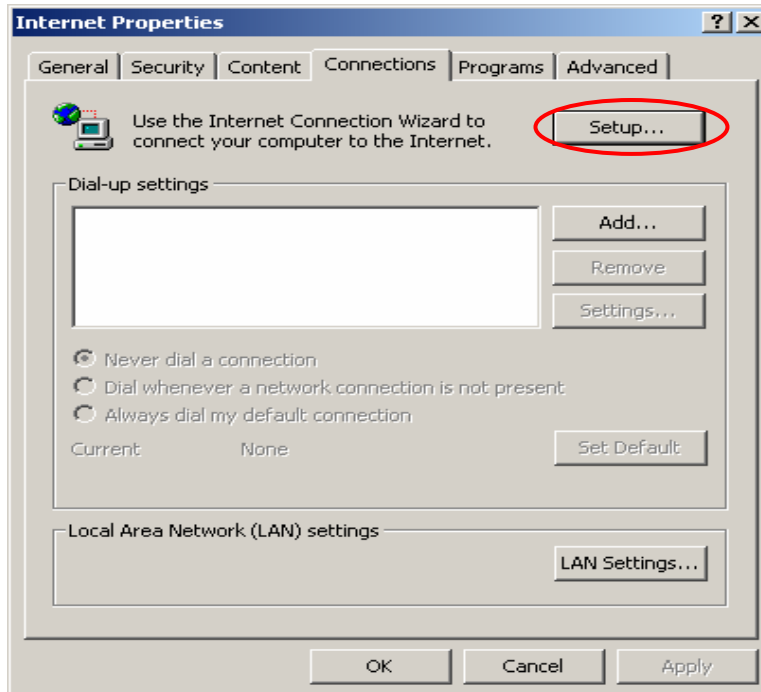 Internet Properties
General Security Content Connections Programs Advanced
Use the Internet Connection Wizard to
connect your computer to the Internet.
Setup...
Dial-up settings
Add...
Remove
Settings...
Never dial a connection
Dial whenever a network connection is not present
Always dial my default connection
Current None
Set Default
Local Area Network (LAN) settings
LAN Settings...
OK Cancel Apply